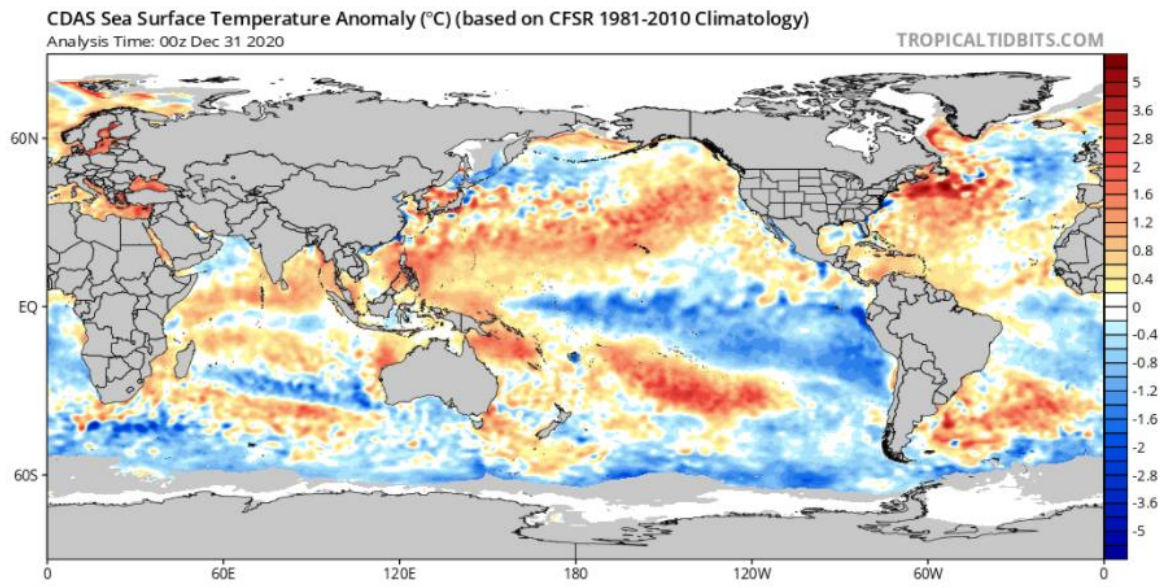 CDAS Sea Surface Temperature Anomaly (°C) (based on CFSR 1981-2010 Climatology)
Analysis Time: 00z Dec 31 2020
TROPICALTIDBITS.COM
60N
EQ
60S
0
60E
120E
180
120W
60W
0
5
3.6
2.8
2
1.6
1.2
0.8
0.4
0
-0.4
-0.8
-1.2
-1.6
-2
-2.8
-3.6
-5